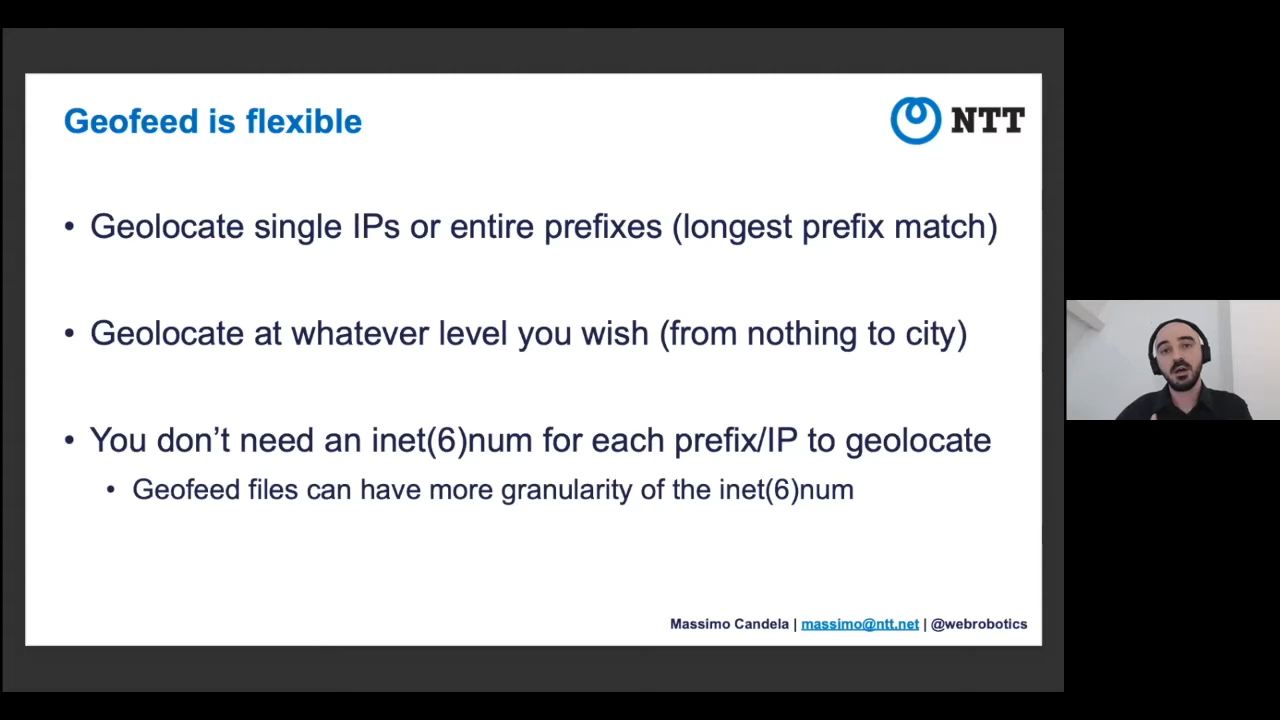 Geofeed is flexible
NTT
• Geolocate single IPs or entire prefixes (longest prefix match)
• Geolocate at whatever level you wish (from nothing to city)
• You don’t need an inet(6)num for each prefix/IP to geolocate
• Geofeed files can have more granularity of the inet(6)num
Massimo Candela | massimo@ntt.net | @webrobotics